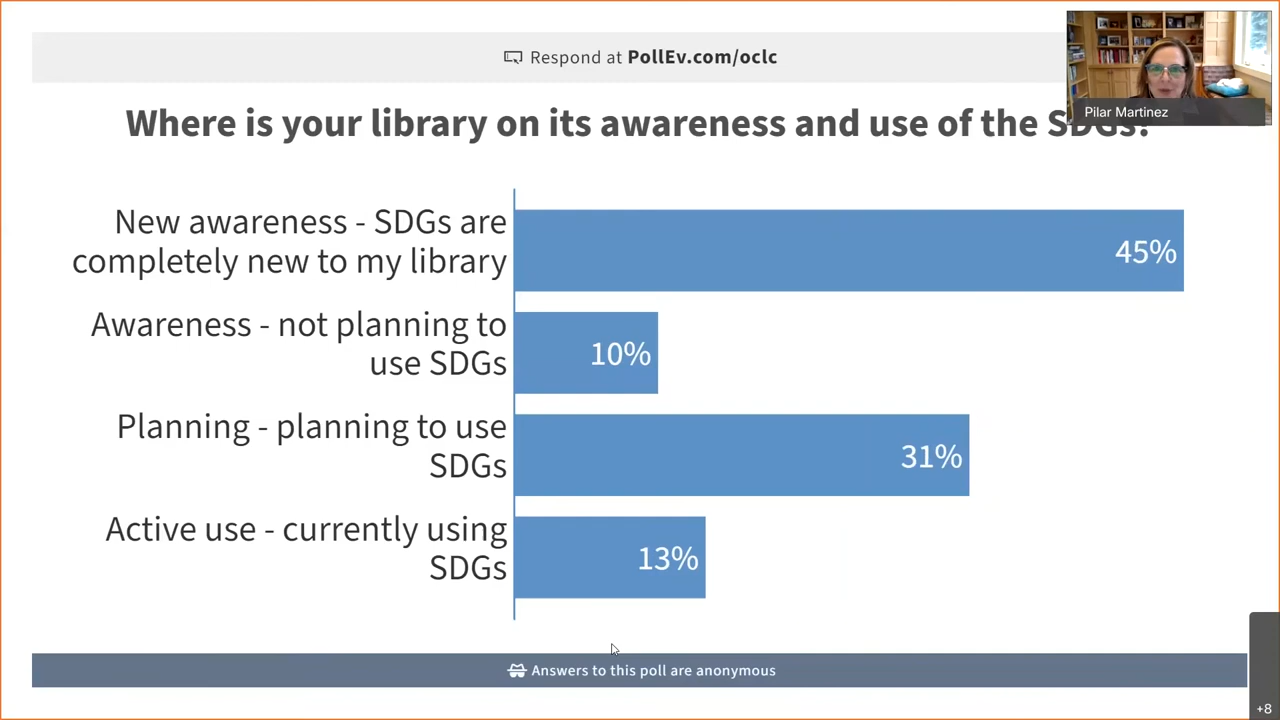 Respond at PollEv.com/oclc
Pilar Martinez
Where is your library on its awareness and use of the SDGs?
New awareness - SDGs are
completely new to my library
45%
Awareness - not planning to
use SDGs
10%
Planning - planning to use
SDGs
31%
Active use - currently using
SDGs
13%
Answers to this poll are anonymous
+8